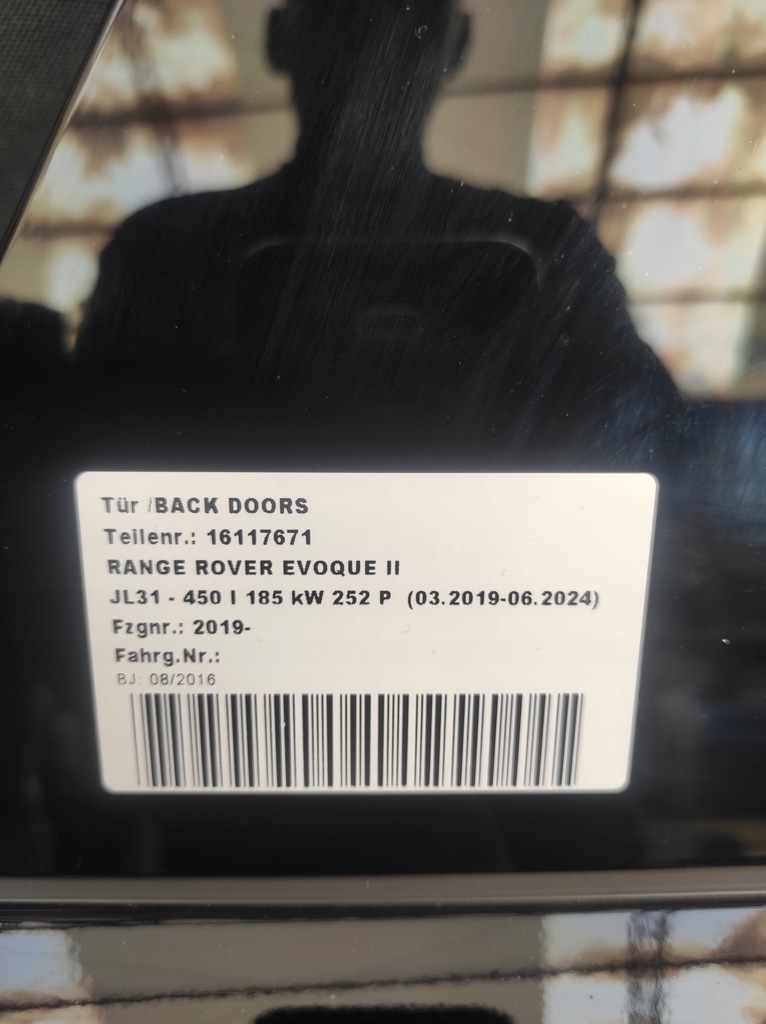 Tür /BACK DOORS
Teilenr.: 16117671
RANGE ROVER EVOQUE II
JL31 - 450 I 185 kW 252 P (03.2019-06.2024)
Fzgnr.: 2019-
Fahrg.Nr.:
BJ: 08/2016